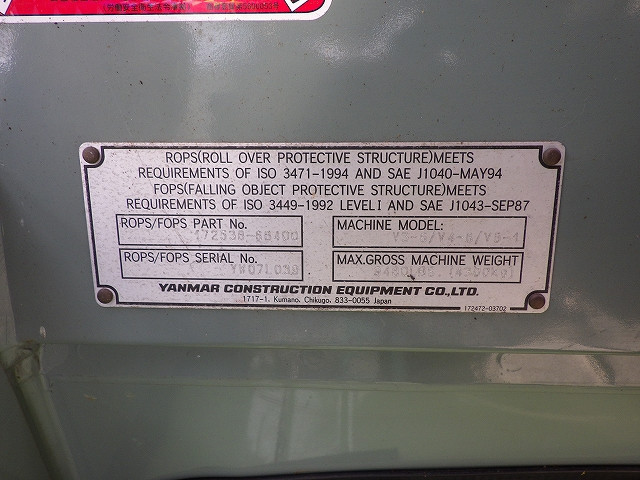 ROPS(ROLL OVER PROTECTIVE STRUCTURE)MEETS
REQUIREMENTS OF ISO 3471-1994 AND SAE J1040-MAY94
FOPS(FALLING OBJECT PROTECTIVE STRUCTURE)MEETS
REQUIREMENTS OF ISO 3449-1992 LEVELI AND SAE J1043-SEP87
ROPS/FOPS PART No.
MACHINE MODEL:
ROPS/FOPS SERIAL No.
MAX.GROSS MACHINE WEIGHT
YANMAR CONSTRUCTION EQUIPMENT CO.,LTD.
1717-1. Kumano. Chikugo. 833-0055 Japan
172472-03702